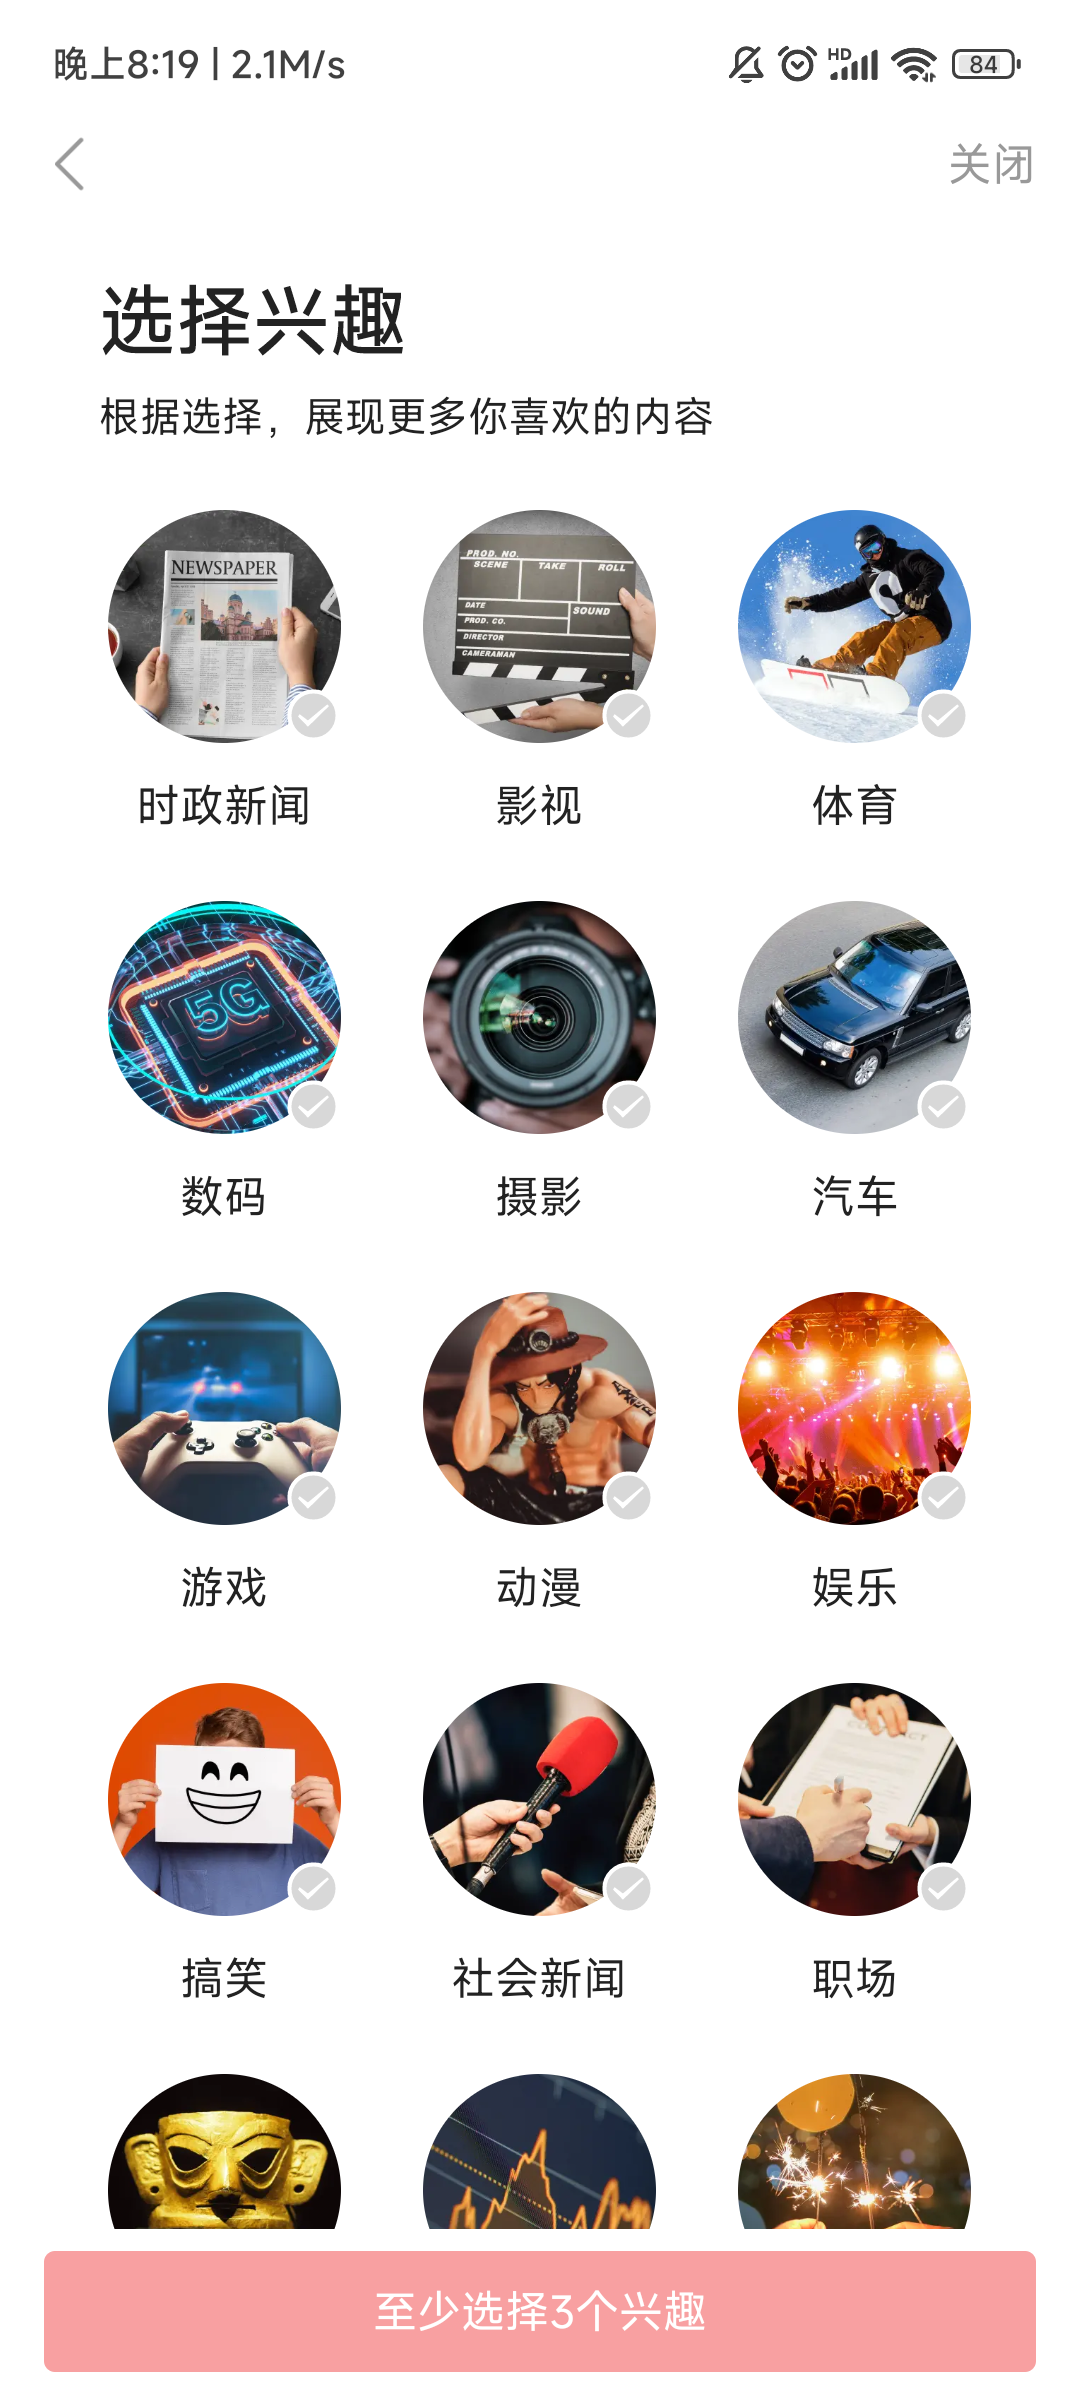 晚上8:19 | 2.1M/s
HD
84
关闭
选择兴趣
根据选择，展现更多你喜欢的内容
NEWSPAPER
PROD. NO.
SCENE TAKE ROLL
DATE
SOUND
PROD. CO.
DIRECTOR
CAMERAMAN
时政新闻 影视 体育
5G
数码 摄影 汽车
游戏 动漫 娱乐
搞笑 社会新闻 职场
至少选择3个兴趣